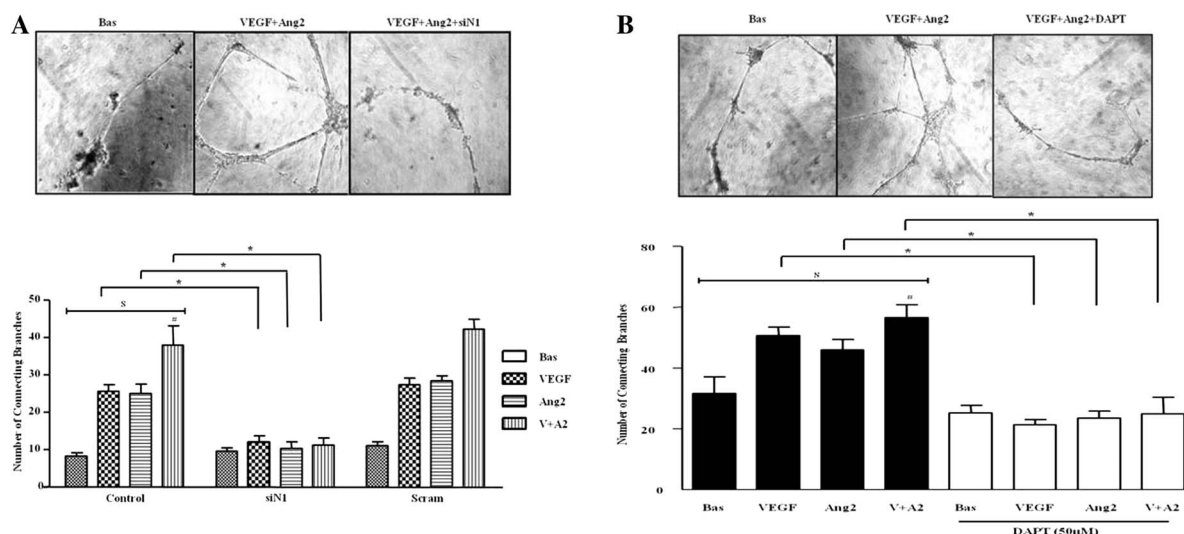 A
Bas VEGF+Ang2 VEGF+Ang2+siN1
* * *
S
#
Number of Connecting Branches
50
40
30
20
10
0
Control siN1 Scram
Bas
VEGF
Ang2
V+A2
B
Bas VEGF+Ang2 VEGF+Ang2+DAPT
* * *
S
#
Number of Connecting Branches
80
60
40
20
0
Bas VEGF Ang2 V+A2 Bas VEGF Ang2 V+A2
DAPT (50µM)